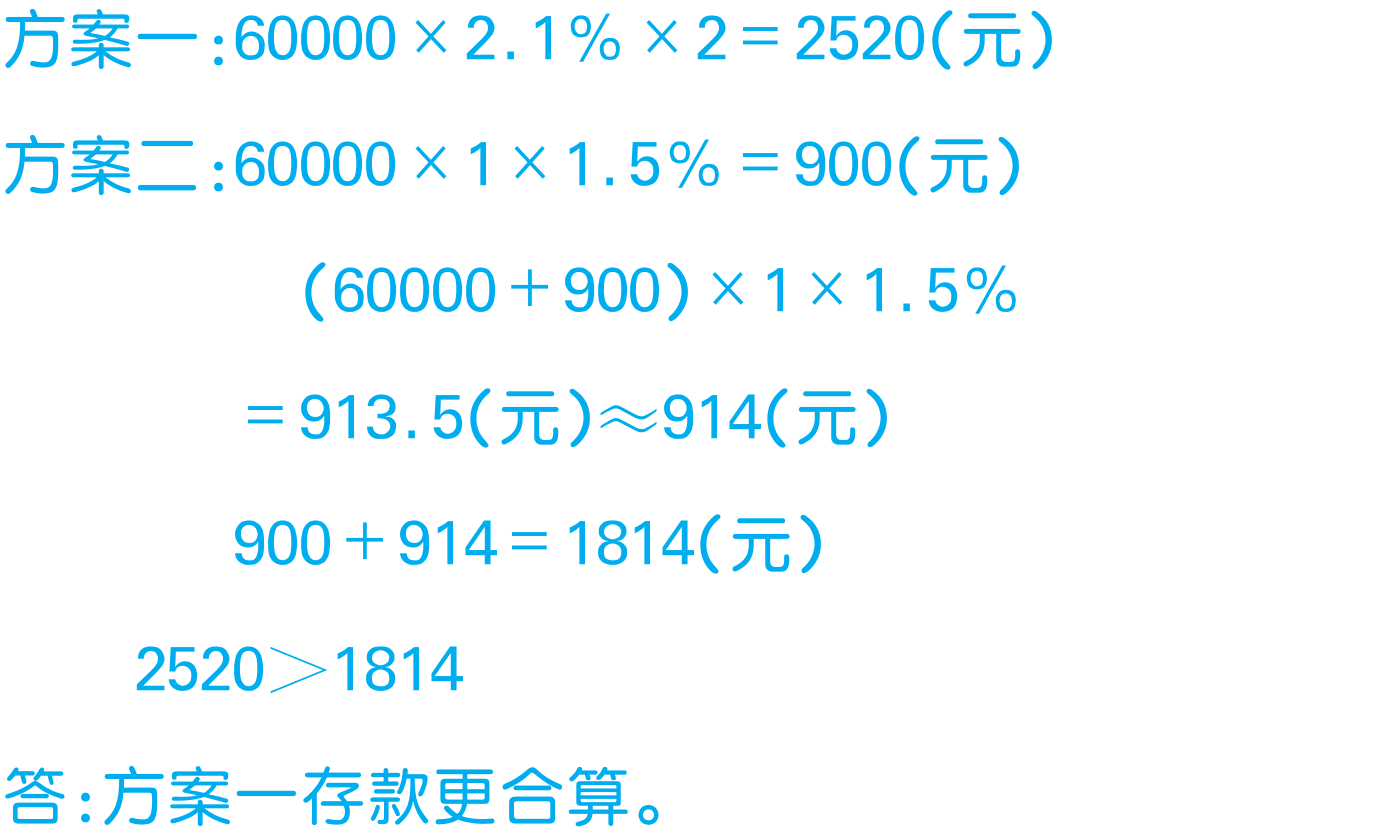 方案一:60000×2.1%×2=2520(元)
方案二:60000×1×1.5%=900(元)
(60000+900)×1×1.5%
=913.5(元)≈914(元)
900+914=1814(元)
2520>1814
答:方案一存款更合算。